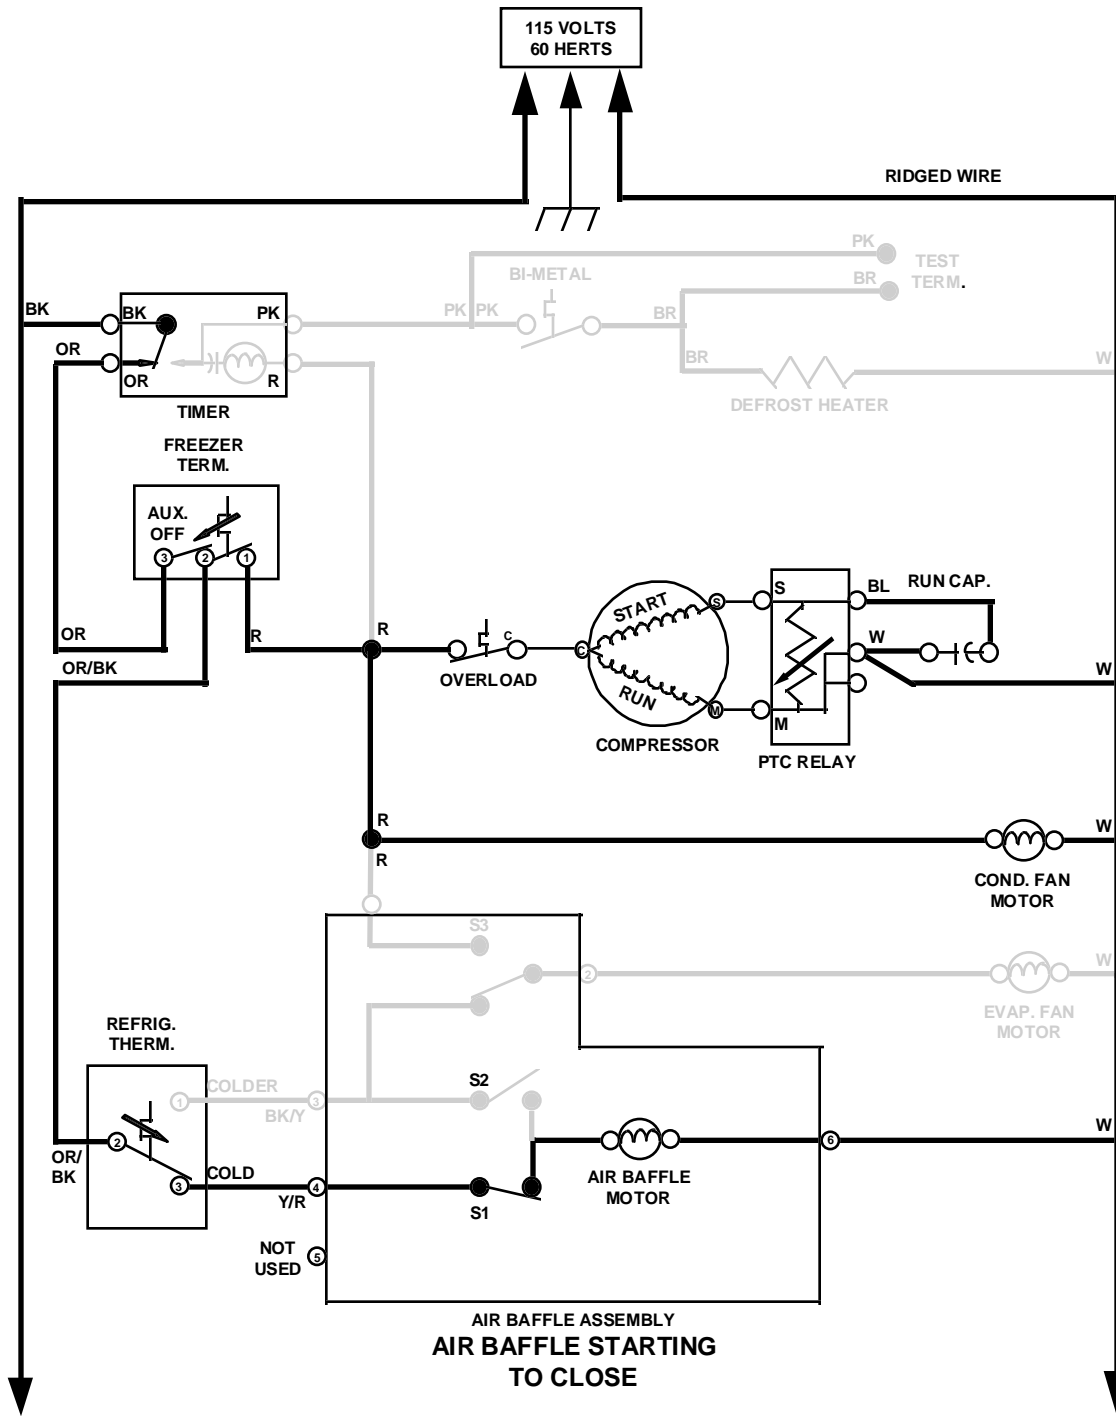 115 VOLTS
60 HERTS
RIDGED WIRE
PK
BI-METAL
TEST
TERM.
BR
BK
BK
PK
PK
PK
BR
OR
OR
R
BR
W
TIMER
DEFROST HEATER
FREEZER
TERM.
AUX.
OFF
3
2
1
S
BL
RUN CAP.
START
S
OR
R
R
C
C
W
OR/BK
OVERLOAD
RUN
M
M
W
COMPRESSOR
PTC RELAY
R
R
W
COND. FAN
MOTOR
S3
2
W
EVAP. FAN
MOTOR
REFRIG.
THERM.
1
COLDER
BK/Y
3
S2
2
OR/
BK
W
6
3
COLD
Y/R
4
S1
AIR BAFFLE
MOTOR
NOT
USED
5
AIR BAFFLE ASSEMBLY
AIR BAFFLE STARTING
TO CLOSE